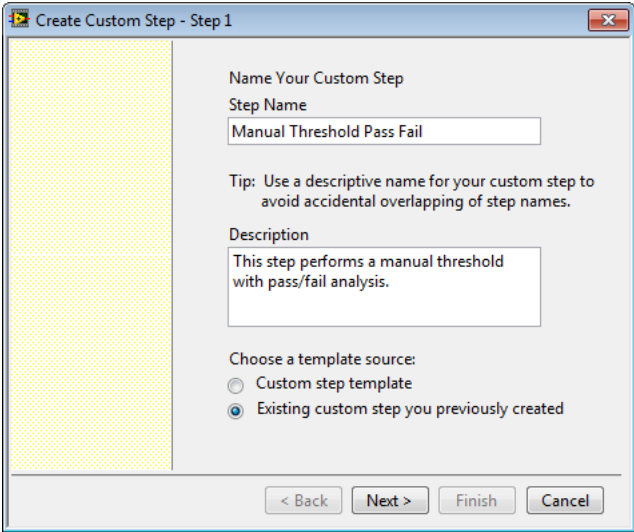 Create Custom Step - Step 1
Name Your Custom Step
Step Name
Manual Threshold Pass Fail
Tip: Use a descriptive name for your custom step to
avoid accidental overlapping of step names.
Description
This step performs a manual threshold
with pass/fail analysis.
Choose a template source:
Custom step template
Existing custom step you previously created
< Back Next > Finish Cancel